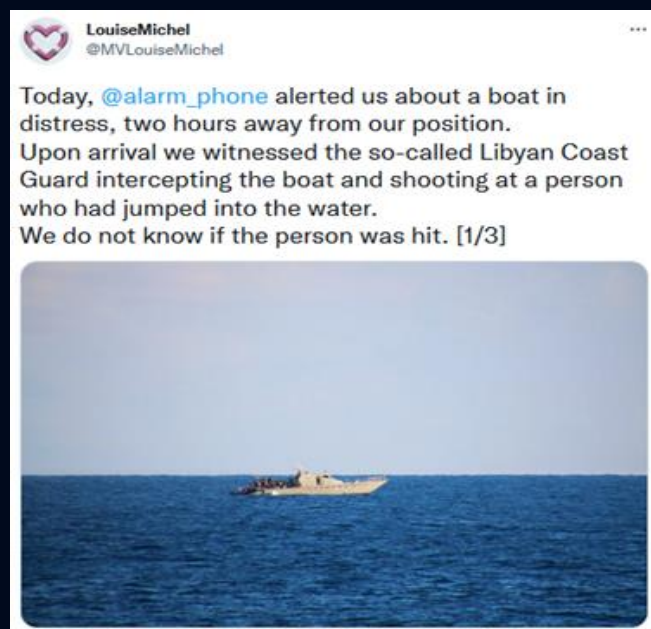 LouiseMichel
@MVLouiseMichel
Today, @alarm_phone alerted us about a boat in
distress, two hours away from our position.
Upon arrival we witnessed the so-called Libyan Coast
Guard intercepting the boat and shooting at a person
who had jumped into the water.
We do not know if the person was hit. [1/3]